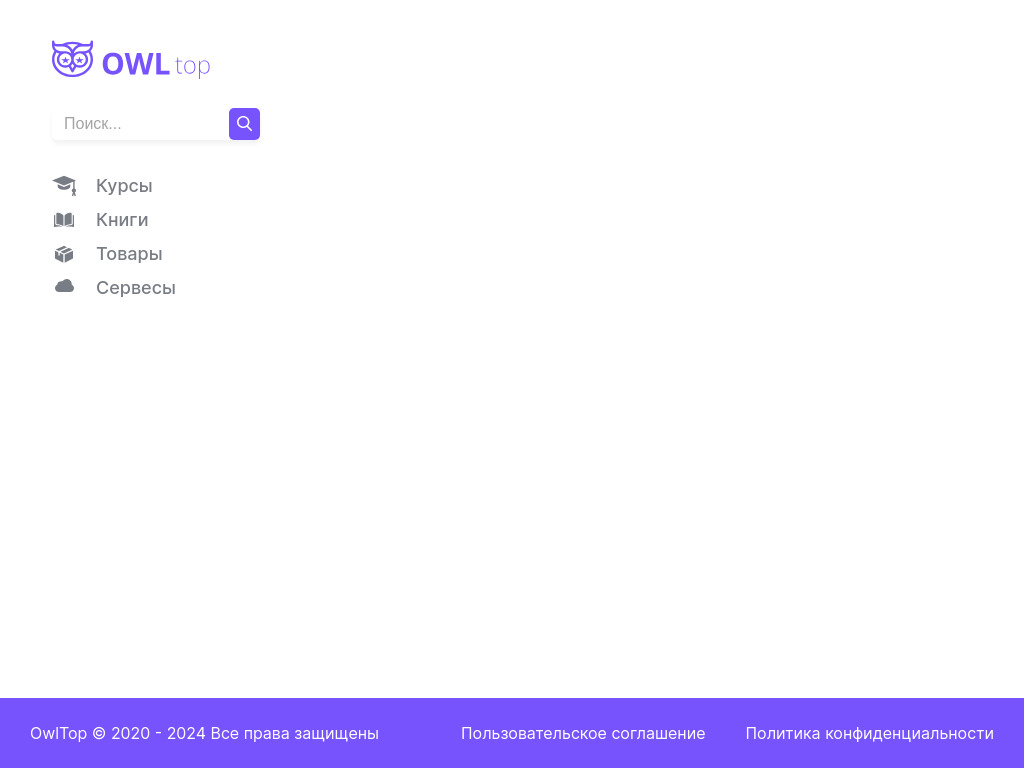 OWL top
Поиск...
Курсы
Книги
Товары
Сервесы
OwlTop © 2020 - 2024 Все права защищены
Пользовательское соглашение
Политика конфиденциальности